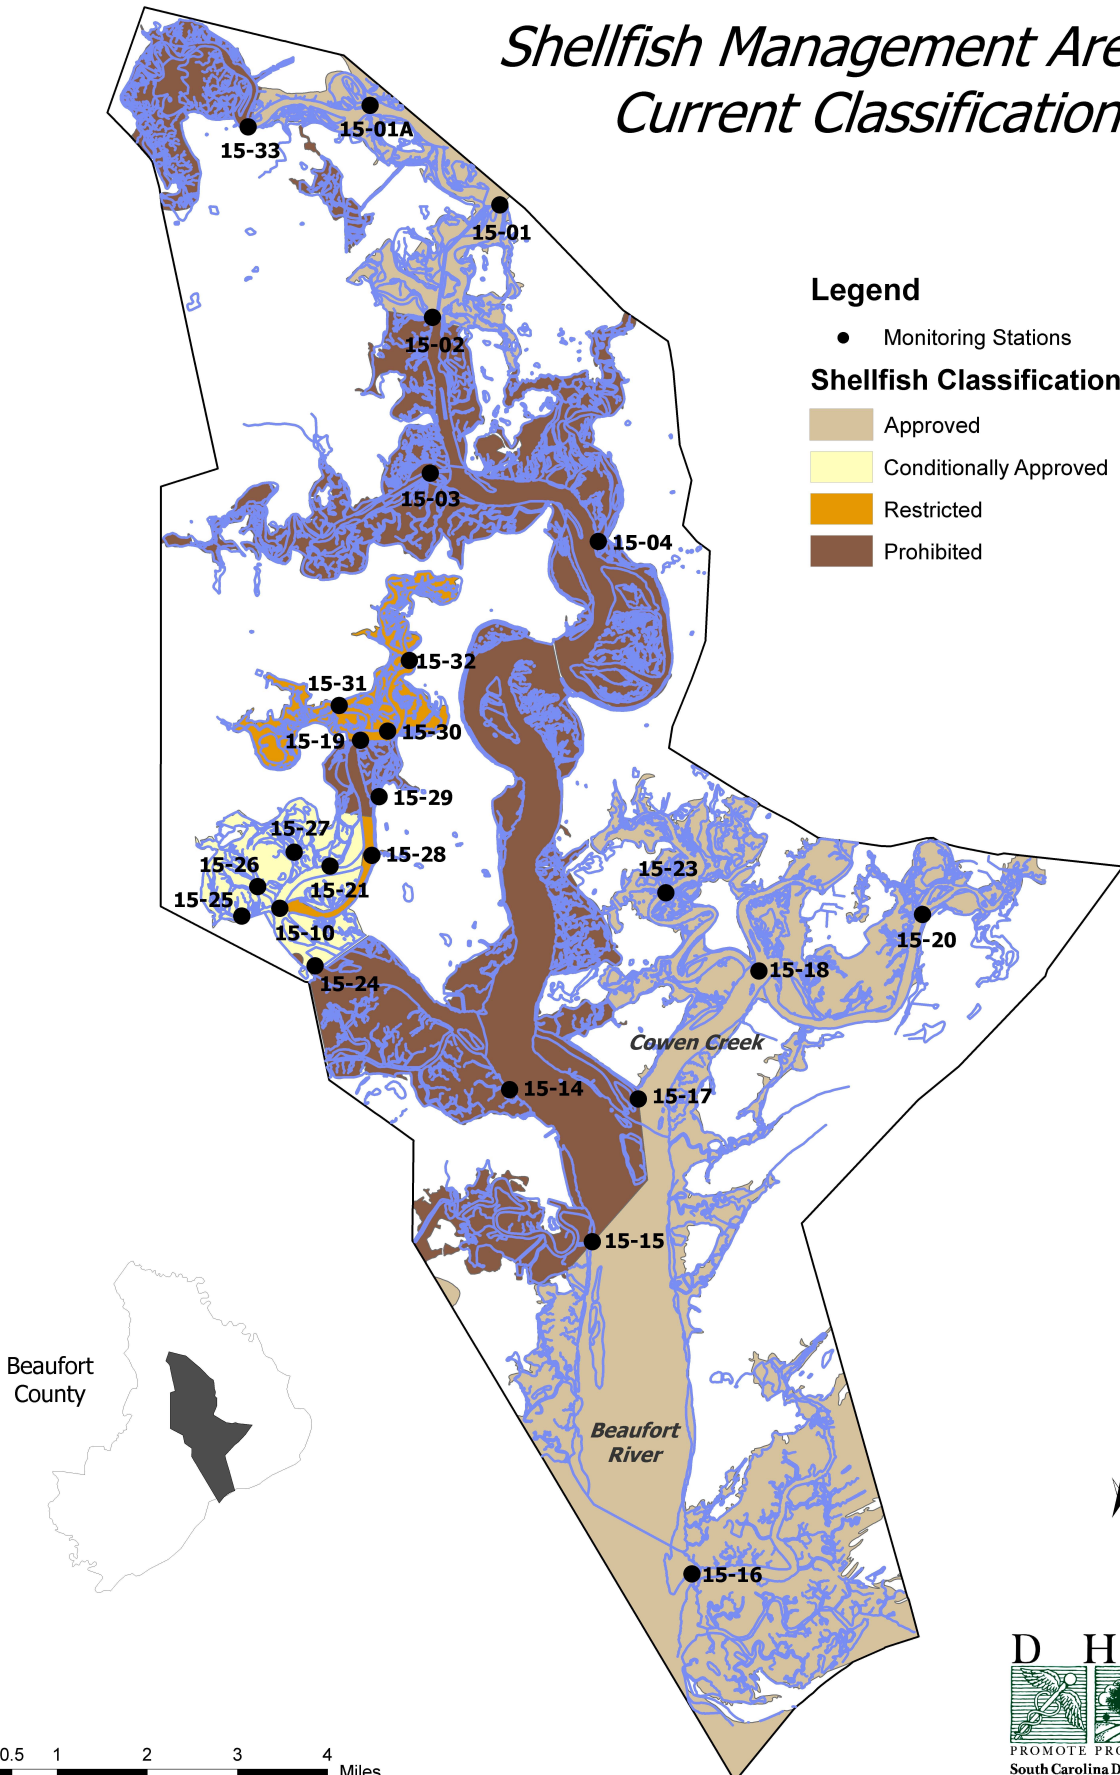 Shellfish Management Are
Current Classification
15-33
15-01A
15-01
15-02
15-03
15-04
Legend
Monitoring Stations
Shellfish Classification
Approved
Conditionally Approved
Restricted
Prohibited
15-32
15-31
15-30
15-19
15-29
15-27
15-28
15-26
15-21
15-25
15-10
15-24
15-23
15-20
15-18
Cowen Creek
15-14
15-17
15-15
Beaufort
County
Beaufort
River
15-16
D H
PROMOTE PRO
South Carolina D
0.5 1 2 3 4
Miles